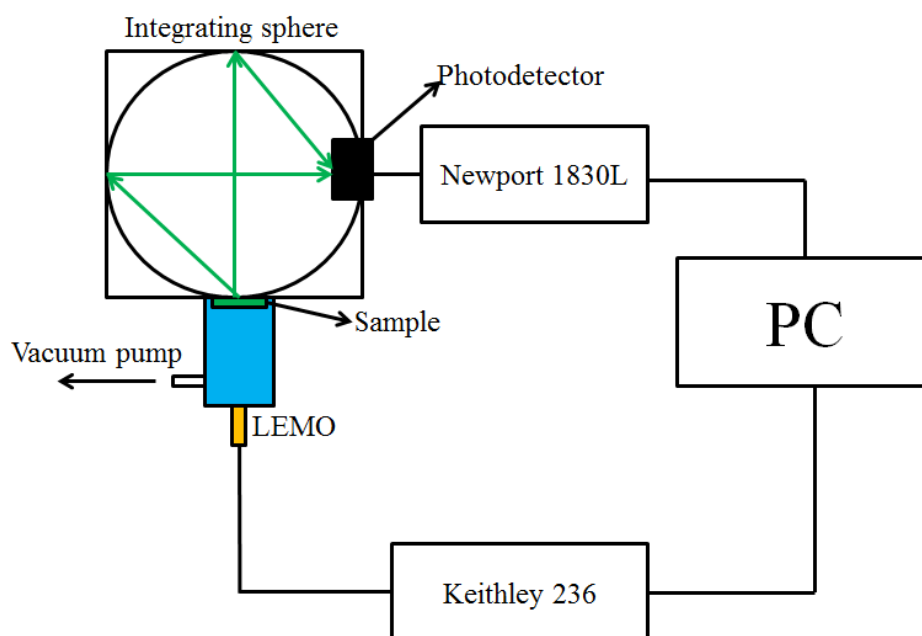 Integrating sphere
Photodetector
Newport 1830L
PC
Sample
Vacuum pump
LEMO
Keithley 236